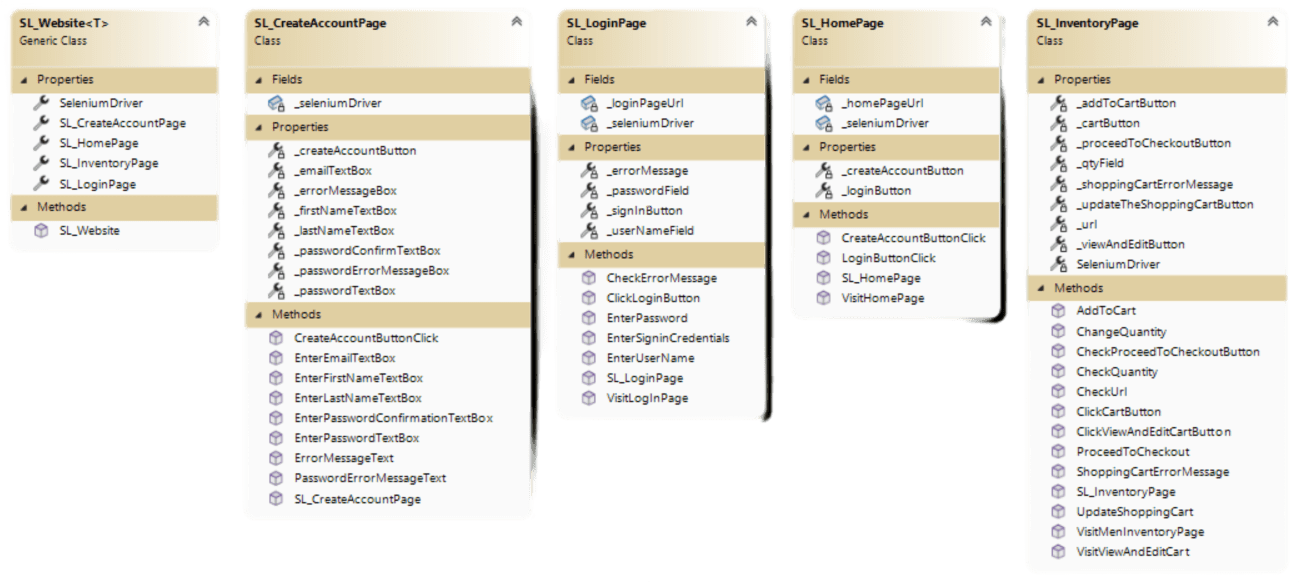 SL_Website<T>
Generic Class
Properties
SeleniumDriver
SL_CreateAccountPage
SL_HomePage
SL_InventoryPage
SL_LoginPage
Methods
SL_Website
SL_CreateAccountPage
Class
Fields
_seleniumDriver
Properties
_createAccountButton
_emailTextBox
_errorMessageBox
_firstNameTextBox
_lastNameTextBox
_passwordConfirmTextBox
_passwordErrorMessageBox
_passwordTextBox
Methods
CreateAccountButtonClick
EnterEmailTextBox
EnterFirstNameTextBox
EnterLastNameTextBox
EnterPasswordConfirmationTextBox
EnterPasswordTextBox
ErrorMessageText
PasswordErrorMessageText
SL_CreateAccountPage
SL_LoginPage
Class
Fields
_loginPageUrl
_seleniumDriver
Properties
_errorMessage
_passwordField
_signInButton
_userNameField
Methods
CheckErrorMessage
ClickLoginButton
EnterPassword
EnterSigninCredentials
EnterUserName
SL_LoginPage
VisitLogInPage
SL_HomePage
Class
Fields
_homePageUrl
_seleniumDriver
Properties
_createAccountButton
_loginButton
Methods
CreateAccountButtonClick
LoginButtonClick
SL_HomePage
VisitHomePage
SL_InventoryPage
Class
Properties
_addToCartButton
_cartButton
_proceedToCheckoutButton
_qtyField
_shoppingCartErrorMessage
_updateTheShoppingCartButton
_url
_viewAndEditButton
SeleniumDriver
Methods
AddToCart
ChangeQuantity
CheckProceedToCheckoutButton
CheckQuantity
CheckUrl
ClickCartButton
ClickViewAndEditCartButton
ProceedToCheckout
ShoppingCartErrorMessage
SL_InventoryPage
UpdateShoppingCart
VisitMenInventoryPage
VisitViewAndEditCart